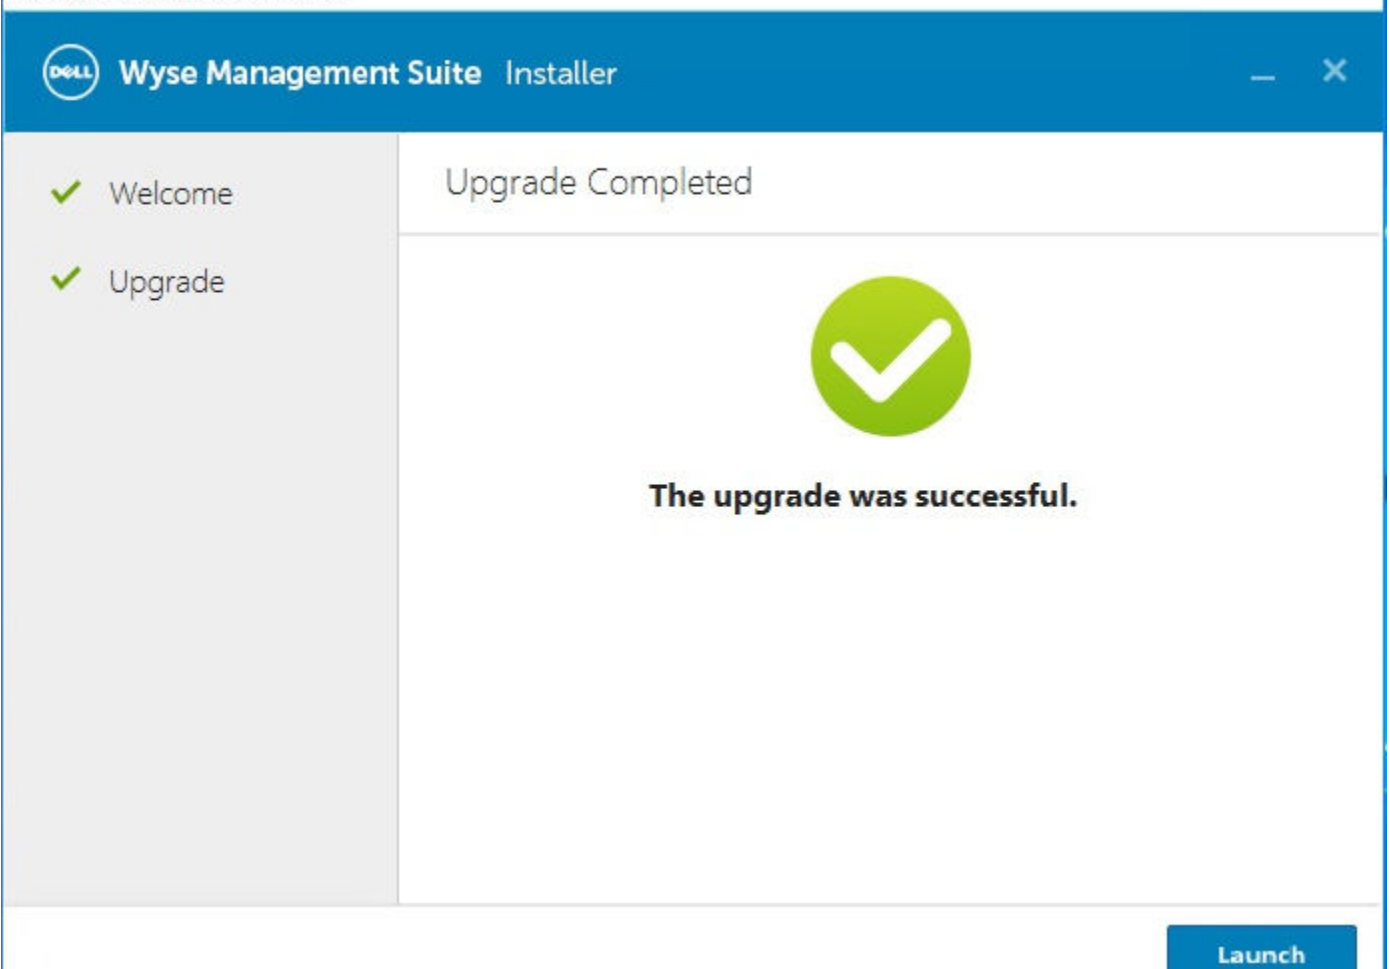 DELL Wyse Management Suite Installer
Welcome
Upgrade
Upgrade Completed
The upgrade was successful.
Launch